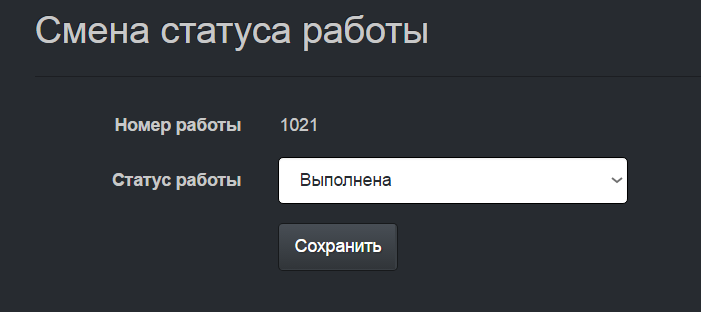 Смена статуса работы
Номер работы 1021
Статус работы Выполнена
Сохранить